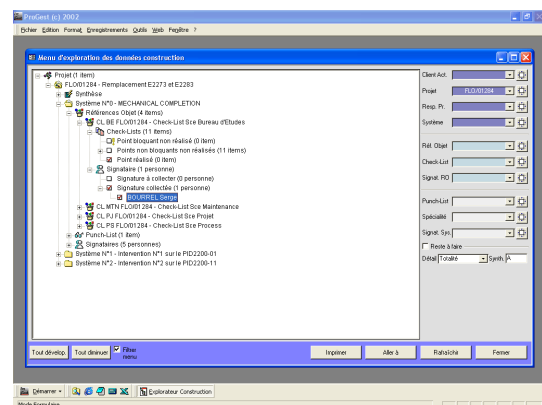 ProGest (c) 2002
Fichier Edition Format Enregistrements Outils Web Fenêtre ?
Menu d'exploration des données construction
Projet (1 item)
FLO/01284 - Remplacement E2273 et E2283
Synthèse
Système N°0 - MECHANICAL COMPLETION
Références Objet (4 items)
CL BE FLO/01284 - Check-List Sce Bureau d'Etudes
Check-Lists (11 items)
Point bloquant non réalisé (0 item)
Points non bloquants non réalisés (11 items)
Point réalisé (0 item)
Signataire (1 personne)
Signature à collecter (0 personne)
Signature collectée (1 personne)
BOURREL Serge
CL MTN FLO/01284 - Check-List Sce Maintenance
CL PJ FLO/01284 - Check-List Sce Projet
CL PS FLO/01284 - Check-List Sce Process
Punch-List (1 item)
Signataires (5 personnes)
Système N°1 - Intervention N°1 sur le PID2200-01
Système N°2 - Intervention N°2 sur le PID2200-11
Client Act.
Projet FLO/01284
Resp. Pr.
Système
Réf. Objet
Check-List
Signat. RO
Punch-List
Spécialité
Signat. Sys.
Reste à faire
Détail Totalité Synth. A
Tout dévelop. Tout diminuer Filtrer menu Imprimer Aller à Rafraîchir Fermer
Démarrer Explorateur Construction
Mode Formulaire